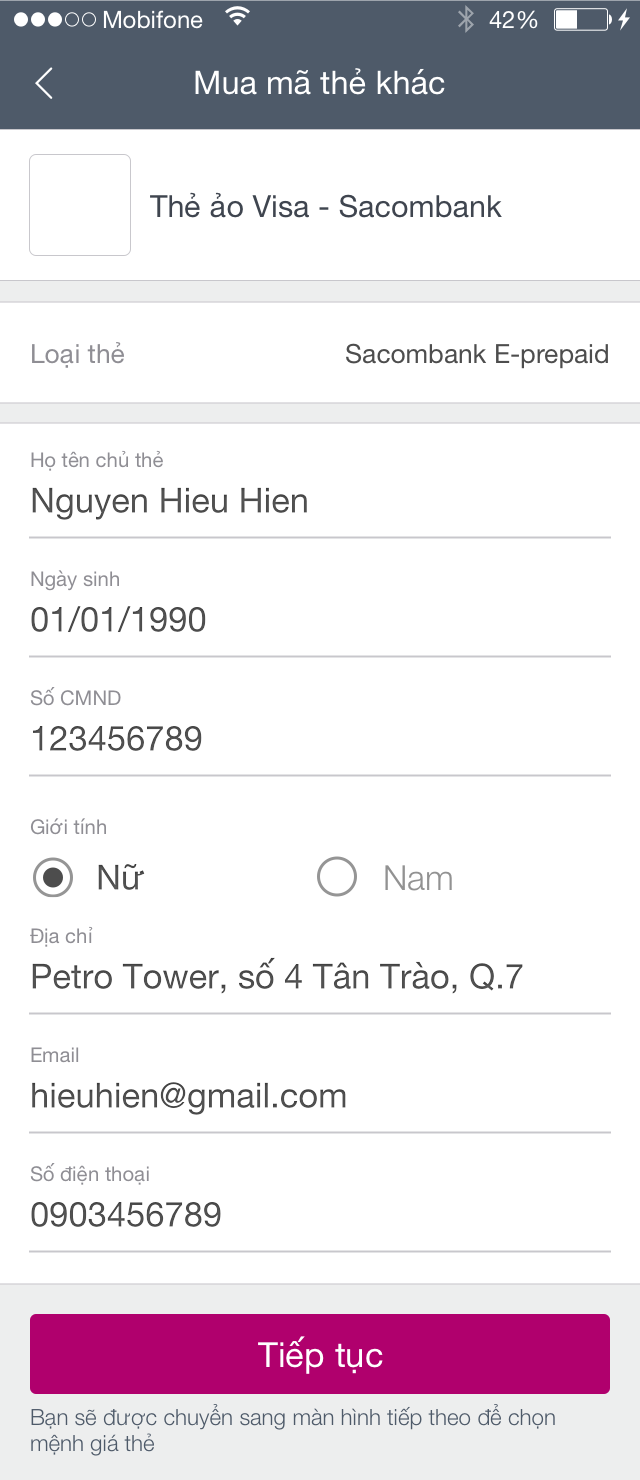 Mobifone 42%
Mua mã thẻ khác
Thẻ ảo Visa - Sacombank
Loại thẻ Sacombank E-prepaid
Họ tên chủ thẻ
Nguyen Hieu Hien
Ngày sinh
01/01/1990
Số CMND
123456789
Giới tính
Nữ Nam
Địa chỉ
Petro Tower, số 4 Tân Trào, Q.7
Email
hieuhien@gmail.com
Số điện thoại
0903456789
Tiếp tục
Bạn sẽ được chuyển sang màn hình tiếp theo để chọn
mệnh giá thẻ